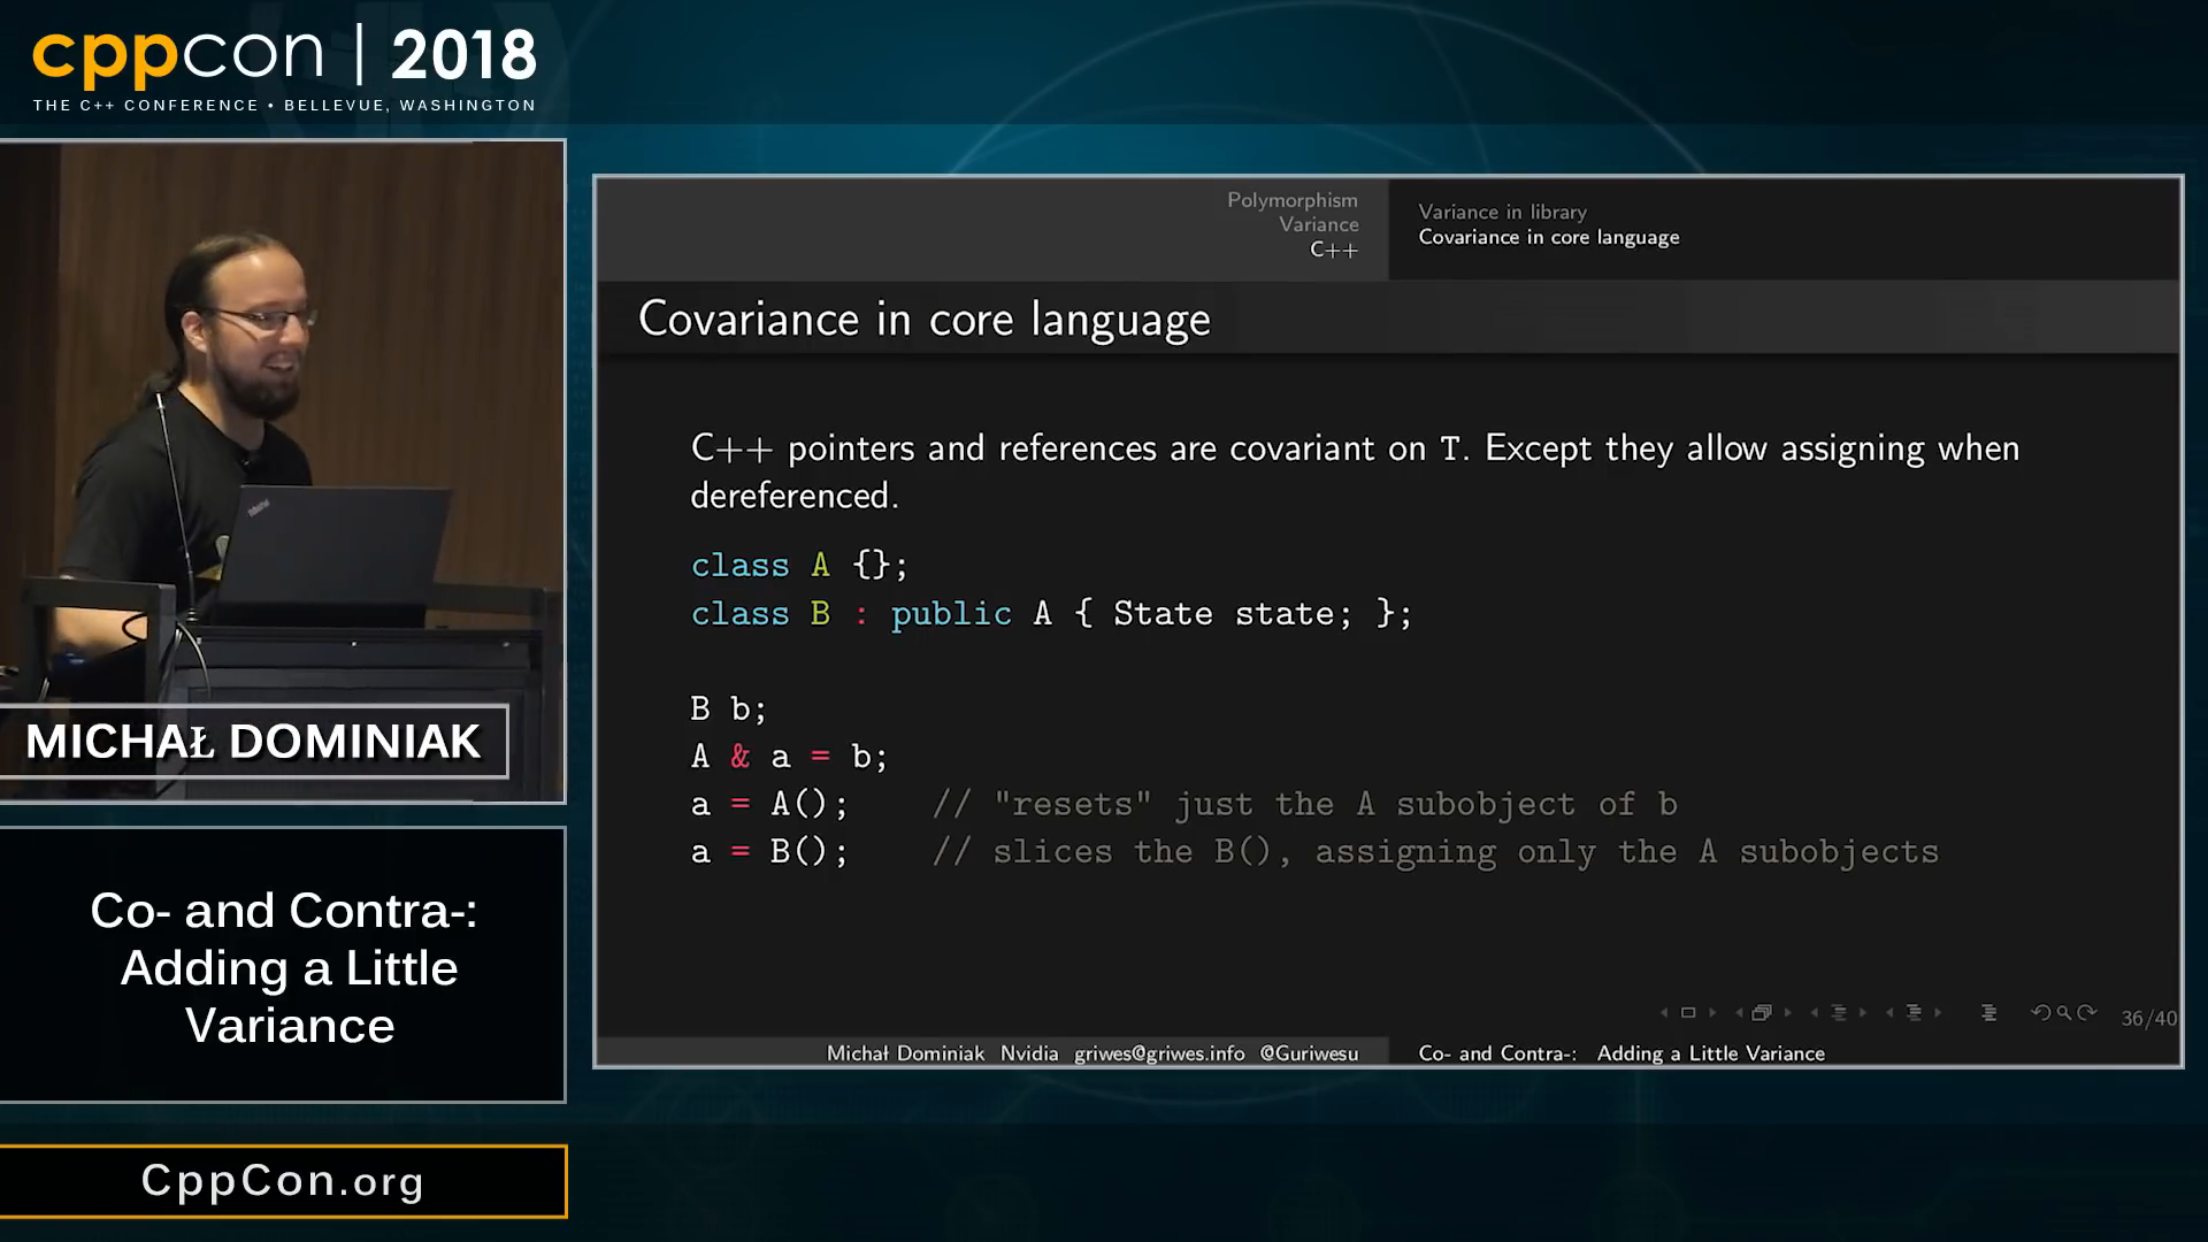 cppcon | 2018
THE C++ CONFERENCE • BELLEVUE, WASHINGTON
Polymorphism
Variance
C++
Variance in library
Covariance in core language
Covariance in core language
C++ pointers and references are covariant on T. Except they allow assigning when
dereferenced.
class A {};
class B : public A { State state; };
B b;
A & a = b;
a = A();    // "resets" just the A subobject of b
a = B();    // slices the B(), assigning only the A subobjects
36/40
Michał Dominiak Nvidia griwes@griwes.info @Guriwesu
Co- and Contra-: Adding a Little Variance
MICHAŁ DOMINIAK
Co- and Contra-:
Adding a Little
Variance
CppCon.org